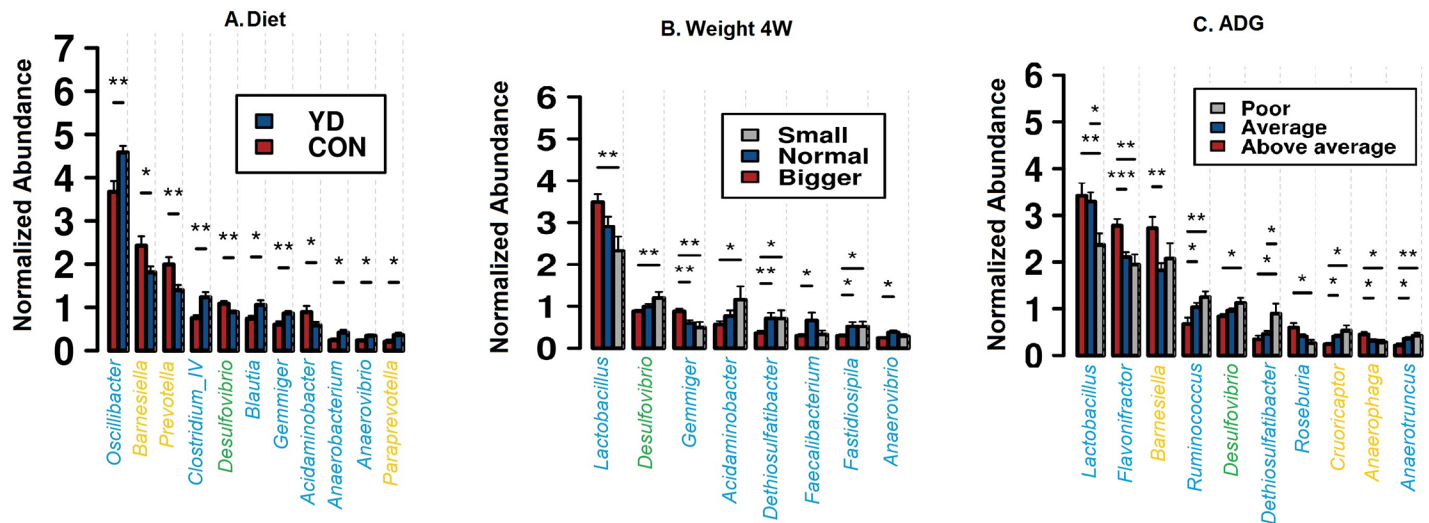 A. Diet
Normalized Abundance
7
6
5
4
3
2
1
0
YD
CON
**
*
**
**
**
*
**
*
*
*
*
Oscillibacter
Barnesiella
Prevotella
Clostridium_IV
Desulfovibrio
Blautia
Gemmiger
Acidaminobacter
Anaerobacterium
Anaerovibrio
Paraprevotella
B. Weight 4W
Normalized Abundance
6
5
4
3
2
1
0
Small
Normal
Bigger
**
**
**
**
*
*
**
*
*
*
*
Lactobacillus
Desulfovibrio
Gemmiger
Acidaminobacter
Dethiosulfatibacter
Faecalibacterium
Fastidiosipila
Anaerovibrio
C. ADG
Normalized Abundance
6
5
4
3
2
1
0
Poor
Average
Above average
*
**
**
***
**
**
*
*
*
*
*
*
*
*
*
**
*
Lactobacillus
Flavonifractor
Barnesiella
Ruminococcus
Desulfovibrio
Dethiosulfatibacter
Roseburia
Cruoricaptor
Anaerophaga
Anaerotruncus